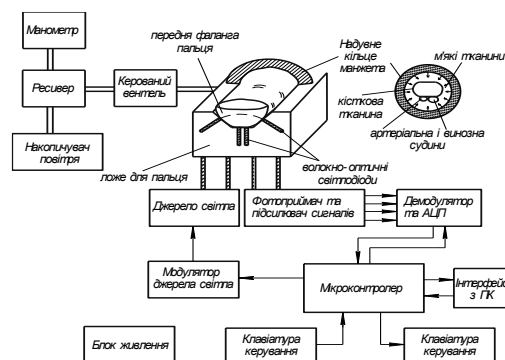 Манометр
передня фаланга
пальця
Надувне
кільце
манжета
м'які тканини
Ресивер
Керований
вентель
кісткова
тканина
артеріальна і винозна
судини
Накопичувач
повітря
ложе для пальця
волокно-оптичні
світлодіоди
Джерело світла
Фотоприймач та
підсилювач сигналів
Демодулятор
та АЦП
Модулятор
джерела світла
Мікроконтролер
Інтерфейс
з ПК
Блок живлення
Клавіатура
керування
Клавіатура
керування